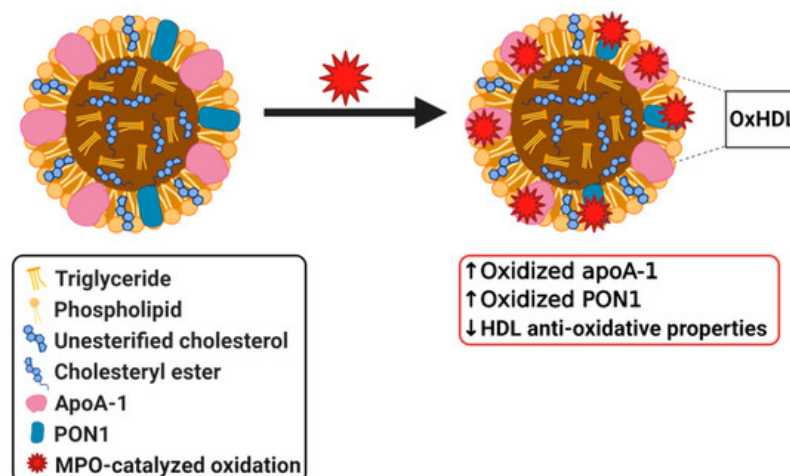 OxHDL
Triglyceride
Phospholipid
Unesterified cholesterol
Cholesteryl ester
ApoA-1
PON1
MPO-catalyzed oxidation
↑Oxidized apoA-1
↑Oxidized PON1
↓HDL anti-oxidative properties